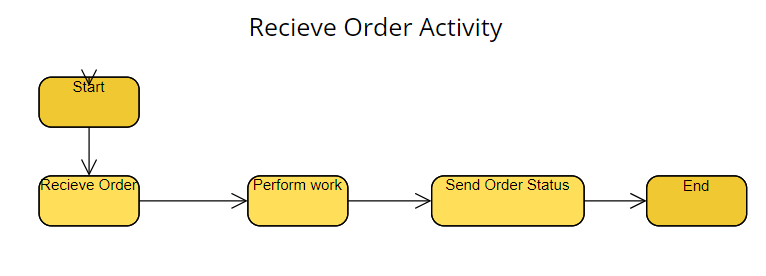 Recieve Order Activity
Start
Recieve Order
Perform work
Send Order Status
End